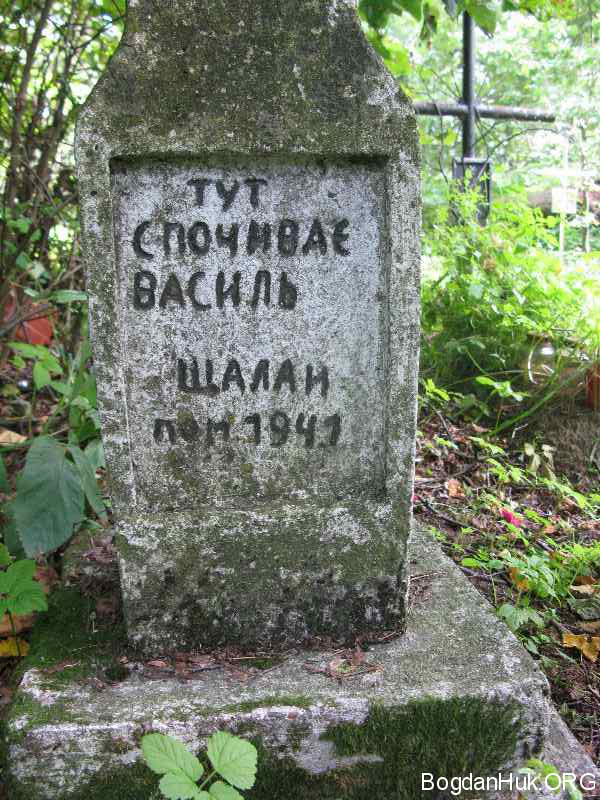 ТУТ
СПОЧИВАЄ
ВАСИЛЬ
ЩАЛАЙ
ПОМ 1941
BogdanHuk.ORG